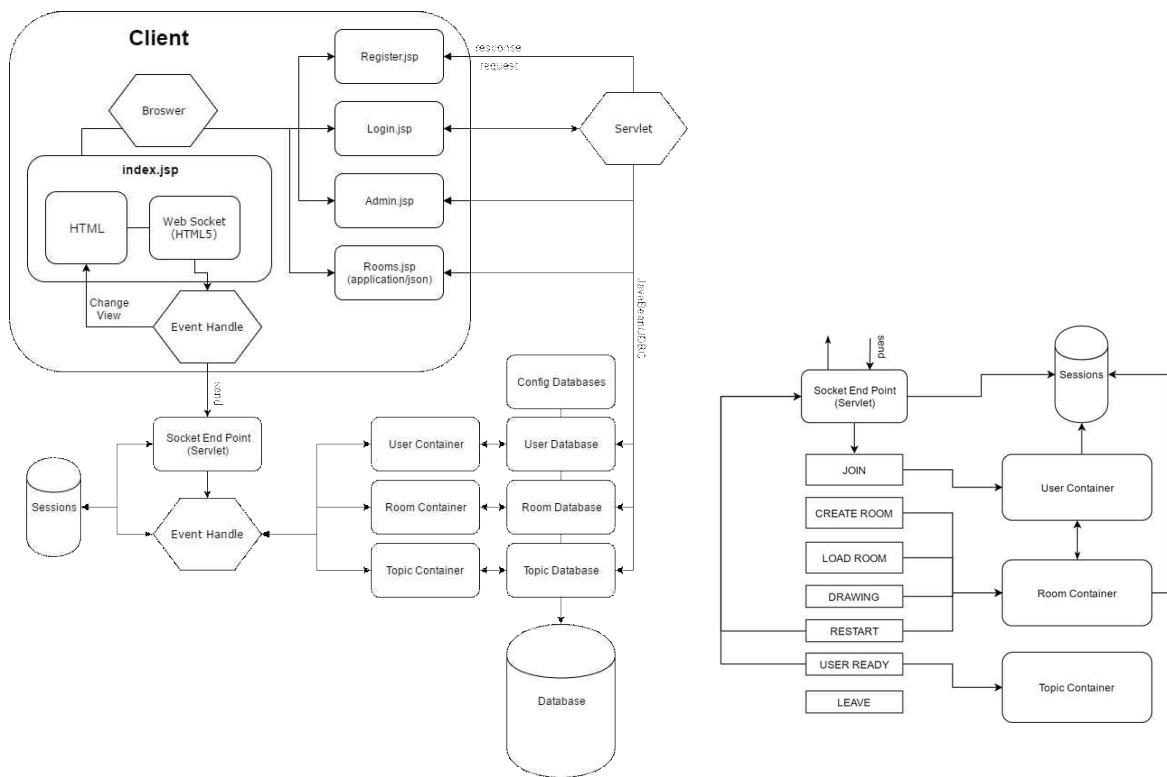 Client
Broswer
index.jsp
HTML
Web Socket
(HTML5)
Change
View
Event Handle
Register.jsp
Login.jsp
Admin.jsp
Rooms.jsp
(application/json)
response
request
Servlet
JavaBean/JDBC
send
Socket End Point
(Servlet)
Sessions
Event Handle
User Container
Room Container
Topic Container
Config Databases
User Database
Room Database
Topic Database
Database
send
Socket End Point
(Servlet)
Sessions
JOIN
CREATE ROOM
LOAD ROOM
DRAWING
RESTART
USER READY
LEAVE
User Container
Room Container
Topic Container